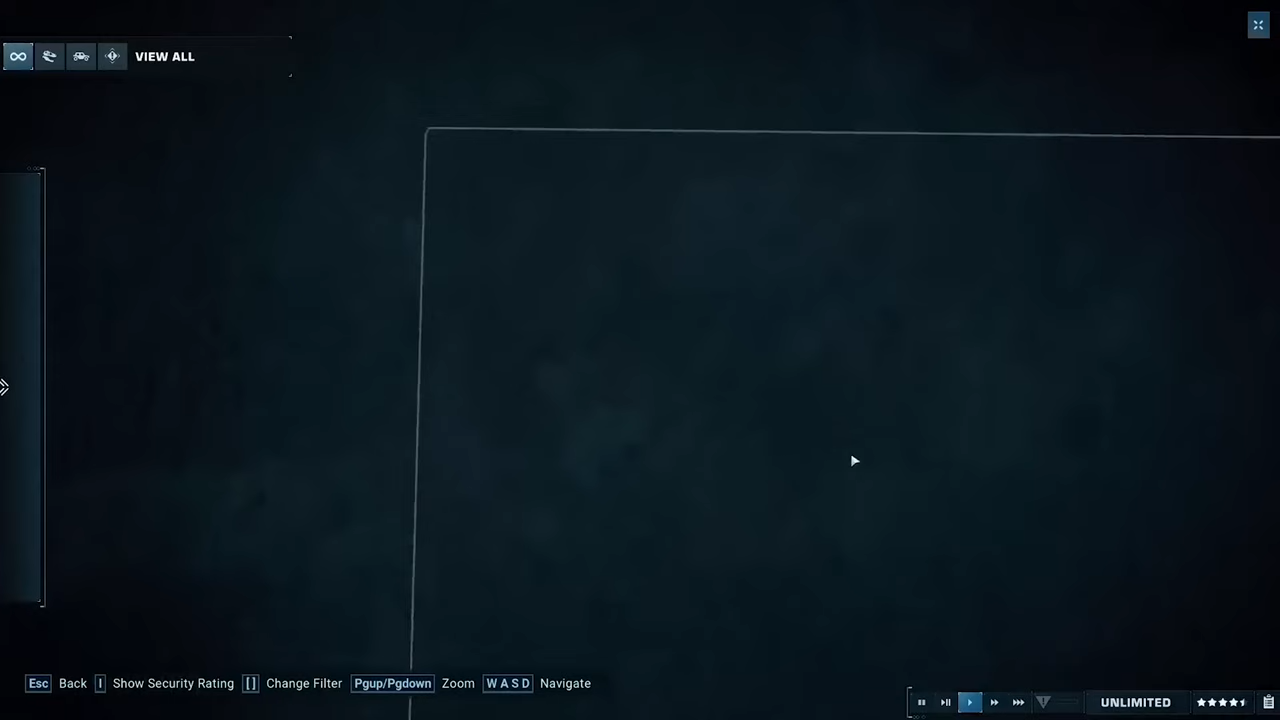 VIEW ALL
Esc Back I Show Security Rating [ ] Change Filter Pgup/Pgdown Zoom W A S D Navigate
UNLIMITED